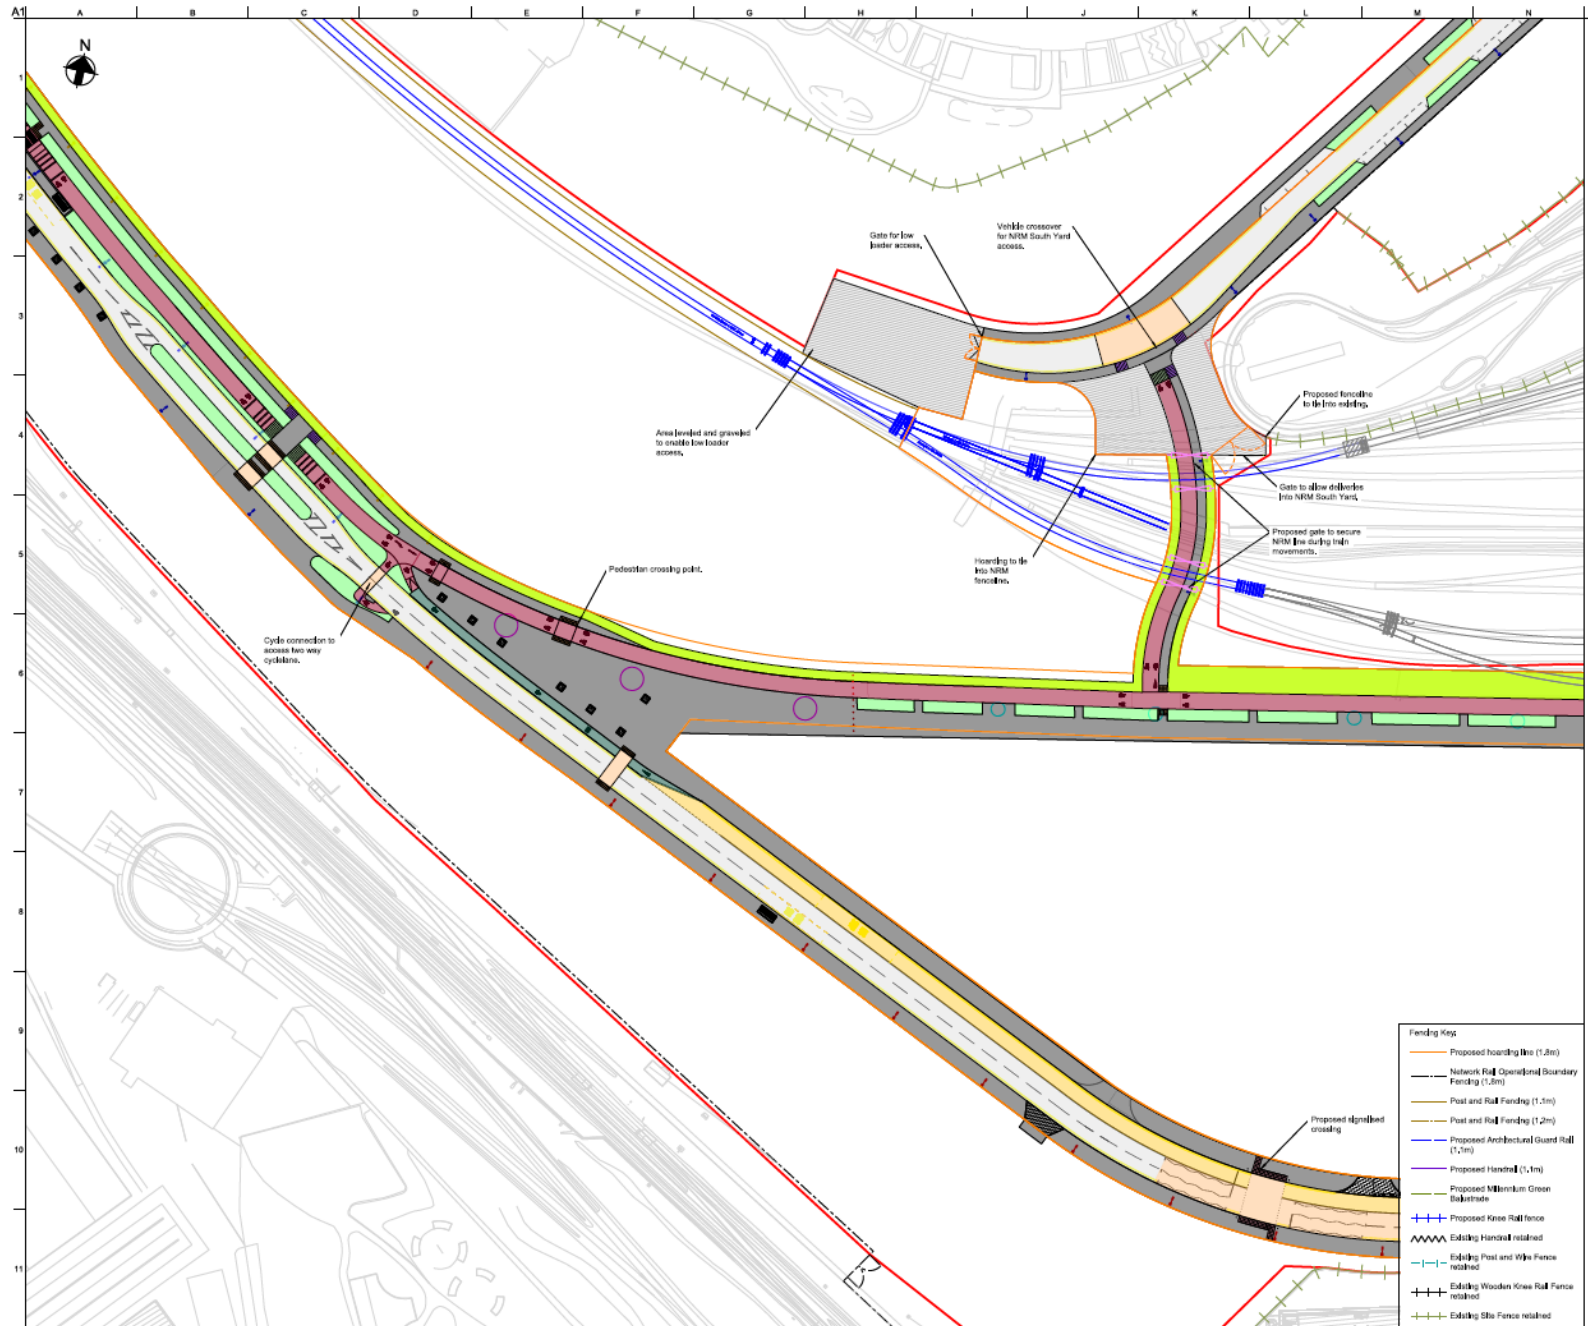 A1 A B C D E F G H I J K L M N
N
1
2
3
4
5
6
7
8
9
10
11
Gate for low
loader access.
Vehicle crossover
for NRM South Yard
access.
Area leveled and graveled
to enable low loader
access.
Proposed fenceline
to tie into existing.
Gate to allow deliveries
into NRM South Yard.
Proposed gate to secure
NRM line during train
movements.
Hoarding to tie
into NRM
fenceline.
Pedestrian crossing point.
Cycle connection to
access two way
cyclelane.
Proposed signalised
crossing
Fencing Key:
Proposed hoarding line (1.8m)
Network Rail Operational Boundary
Fencing (1.8m)
Post and Rail Fencing (1.1m)
Post and Rail Fencing (1.2m)
Proposed Architectural Guard Rail
(1.1m)
Proposed Handrail (1.1m)
Proposed Millennium Green
Balustrade
Proposed Knee Rail fence
Existing Handrail retained
Existing Post and Wire Fence
retained
Existing Wooden Knee Rail Fence
retained
Existing Site Fence retained